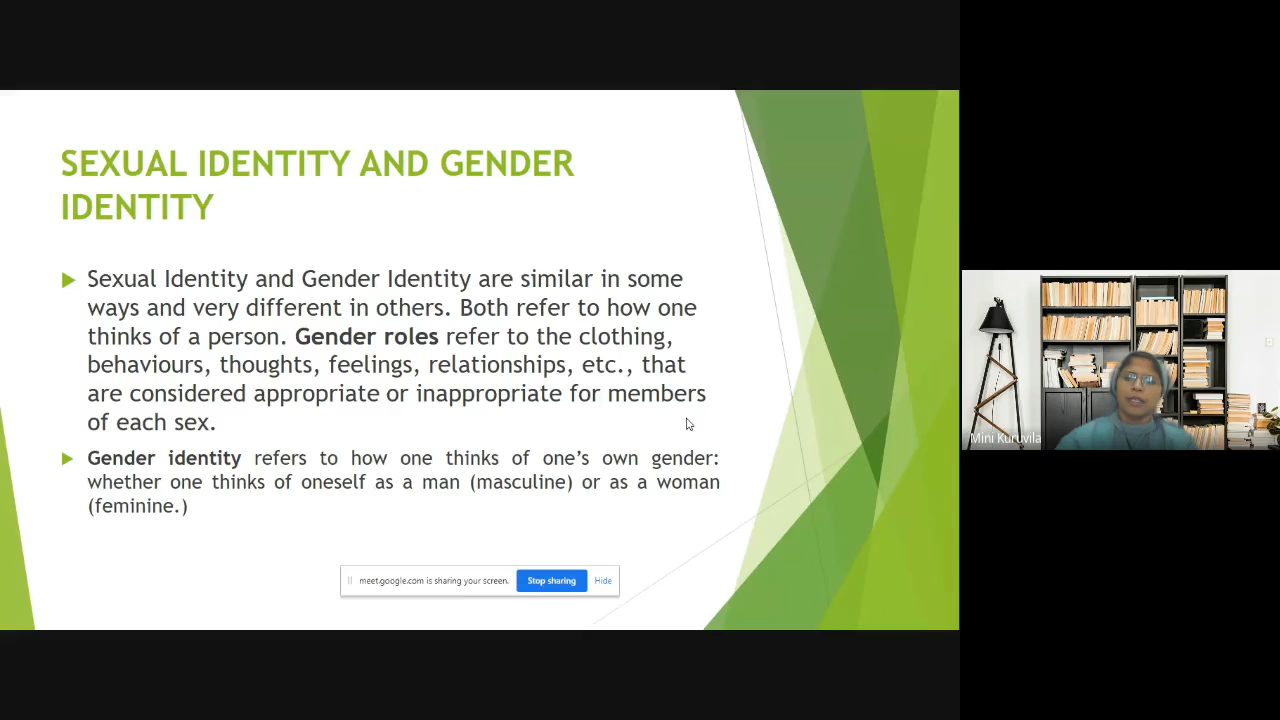 SEXUAL IDENTITY AND GENDER
IDENTITY
Sexual Identity and Gender Identity are similar in some
ways and very different in others. Both refer to how one
thinks of a person. Gender roles refer to the clothing,
behaviours, thoughts, feelings, relationships, etc., that
are considered appropriate or inappropriate for members
of each sex.
Gender identity refers to how one thinks of one's own gender:
whether one thinks of oneself as a man (masculine) or as a woman
(feminine.)
meet.google.com is sharing your screen. Stop sharing Hide
Mini Kuruvila